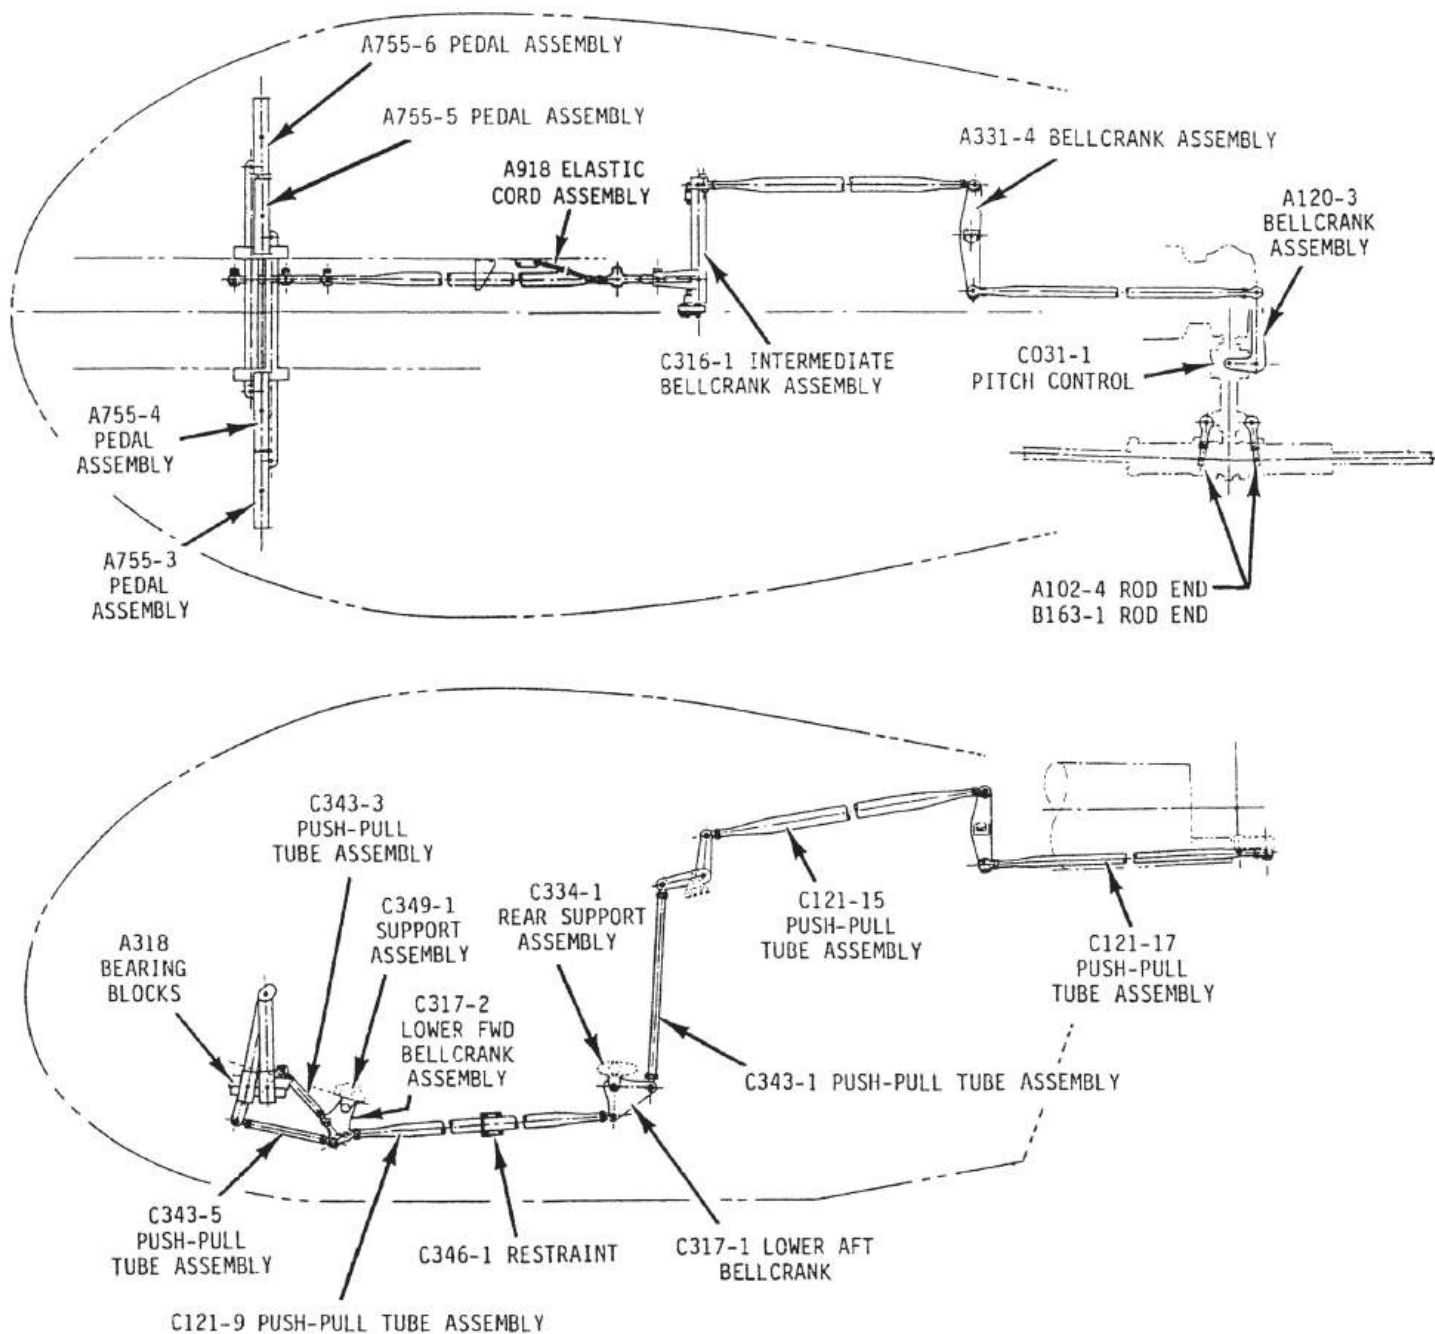 A755-6 PEDAL ASSEMBLY
A755-5 PEDAL ASSEMBLY
A918 ELASTIC
CORD ASSEMBLY
A331-4 BELLCRANK ASSEMBLY
A120-3
BELLCRANK
ASSEMBLY
C316-1 INTERMEDIATE
BELLCRANK ASSEMBLY
C031-1
PITCH CONTROL
A755-4
PEDAL
ASSEMBLY
A755-3
PEDAL
ASSEMBLY
A102-4 ROD END
B163-1 ROD END
C343-3
PUSH-PULL
TUBE ASSEMBLY
C349-1
SUPPORT
ASSEMBLY
C334-1
REAR SUPPORT
ASSEMBLY
C121-15
PUSH-PULL
TUBE ASSEMBLY
C121-17
PUSH-PULL
TUBE ASSEMBLY
A318
BEARING
BLOCKS
C317-2
LOWER FWD
BELLCRANK
ASSEMBLY
C343-1 PUSH-PULL TUBE ASSEMBLY
C343-5
PUSH-PULL
TUBE ASSEMBLY
C346-1 RESTRAINT
C317-1 LOWER AFT
BELLCRANK
C121-9 PUSH-PULL TUBE ASSEMBLY